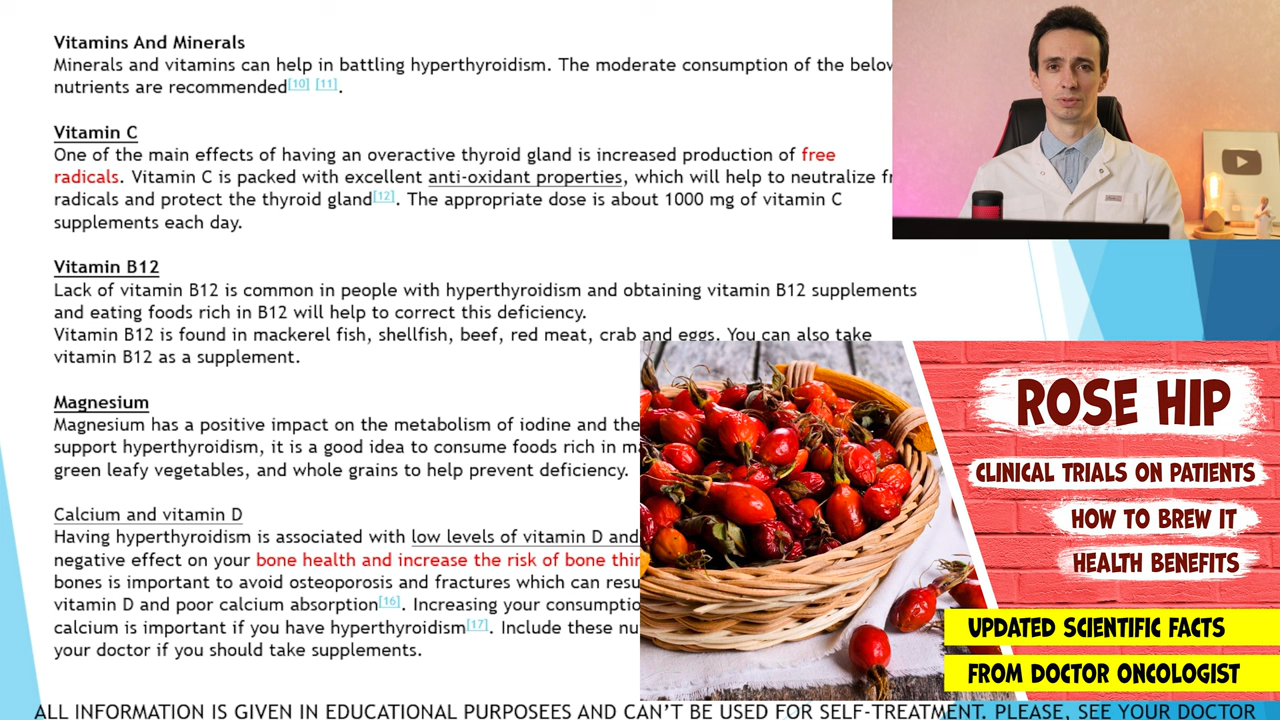 Vitamins And Minerals
Minerals and vitamins can help in battling hyperthyroidism. The moderate consumption of the below
nutrients are recommended[10] [11].
Vitamin C
One of the main effects of having an overactive thyroid gland is increased production of free
radicals. Vitamin C is packed with excellent anti-oxidant properties, which will help to neutralize
radicals and protect the thyroid gland[12]. The appropriate dose is about 1000 mg of vitamin C
supplements each day.
Vitamin B12
Lack of vitamin B12 is common in people with hyperthyroidism and obtaining vitamin B12 supplements
and eating foods rich in B12 will help to correct this deficiency.
Vitamin B12 is found in mackerel fish, shellfish, beef, red meat, crab and eggs. You can also take
vitamin B12 as a supplement.
Magnesium
Magnesium has a positive impact on the metabolism of iodine and the
support hyperthyroidism, it is a good idea to consume foods rich in
green leafy vegetables, and whole grains to help prevent deficiency.
Calcium and vitamin D
Having hyperthyroidism is associated with low levels of vitamin D and
negative effect on your bone health and increase the risk of bone
bones is important to avoid osteoporosis and fractures which can
vitamin D and poor calcium absorption[16]. Increasing your
calcium is important if you have hyperthyroidism[17]. Include these
your doctor if you should take supplements.
ROSE HIP
CLINICAL TRIALS ON PATIENTS
HOW TO BREW IT
HEALTH BENEFITS
UPDATED SCIENTIFIC FACTS
FROM DOCTOR ONCOLOGIST
ALL INFORMATION IS GIVEN IN EDUCATIONAL PURPOSEES AND CAN'T BE USED FOR SELF-TREATMENT. PLEASE, SEE YOUR DOCTOR